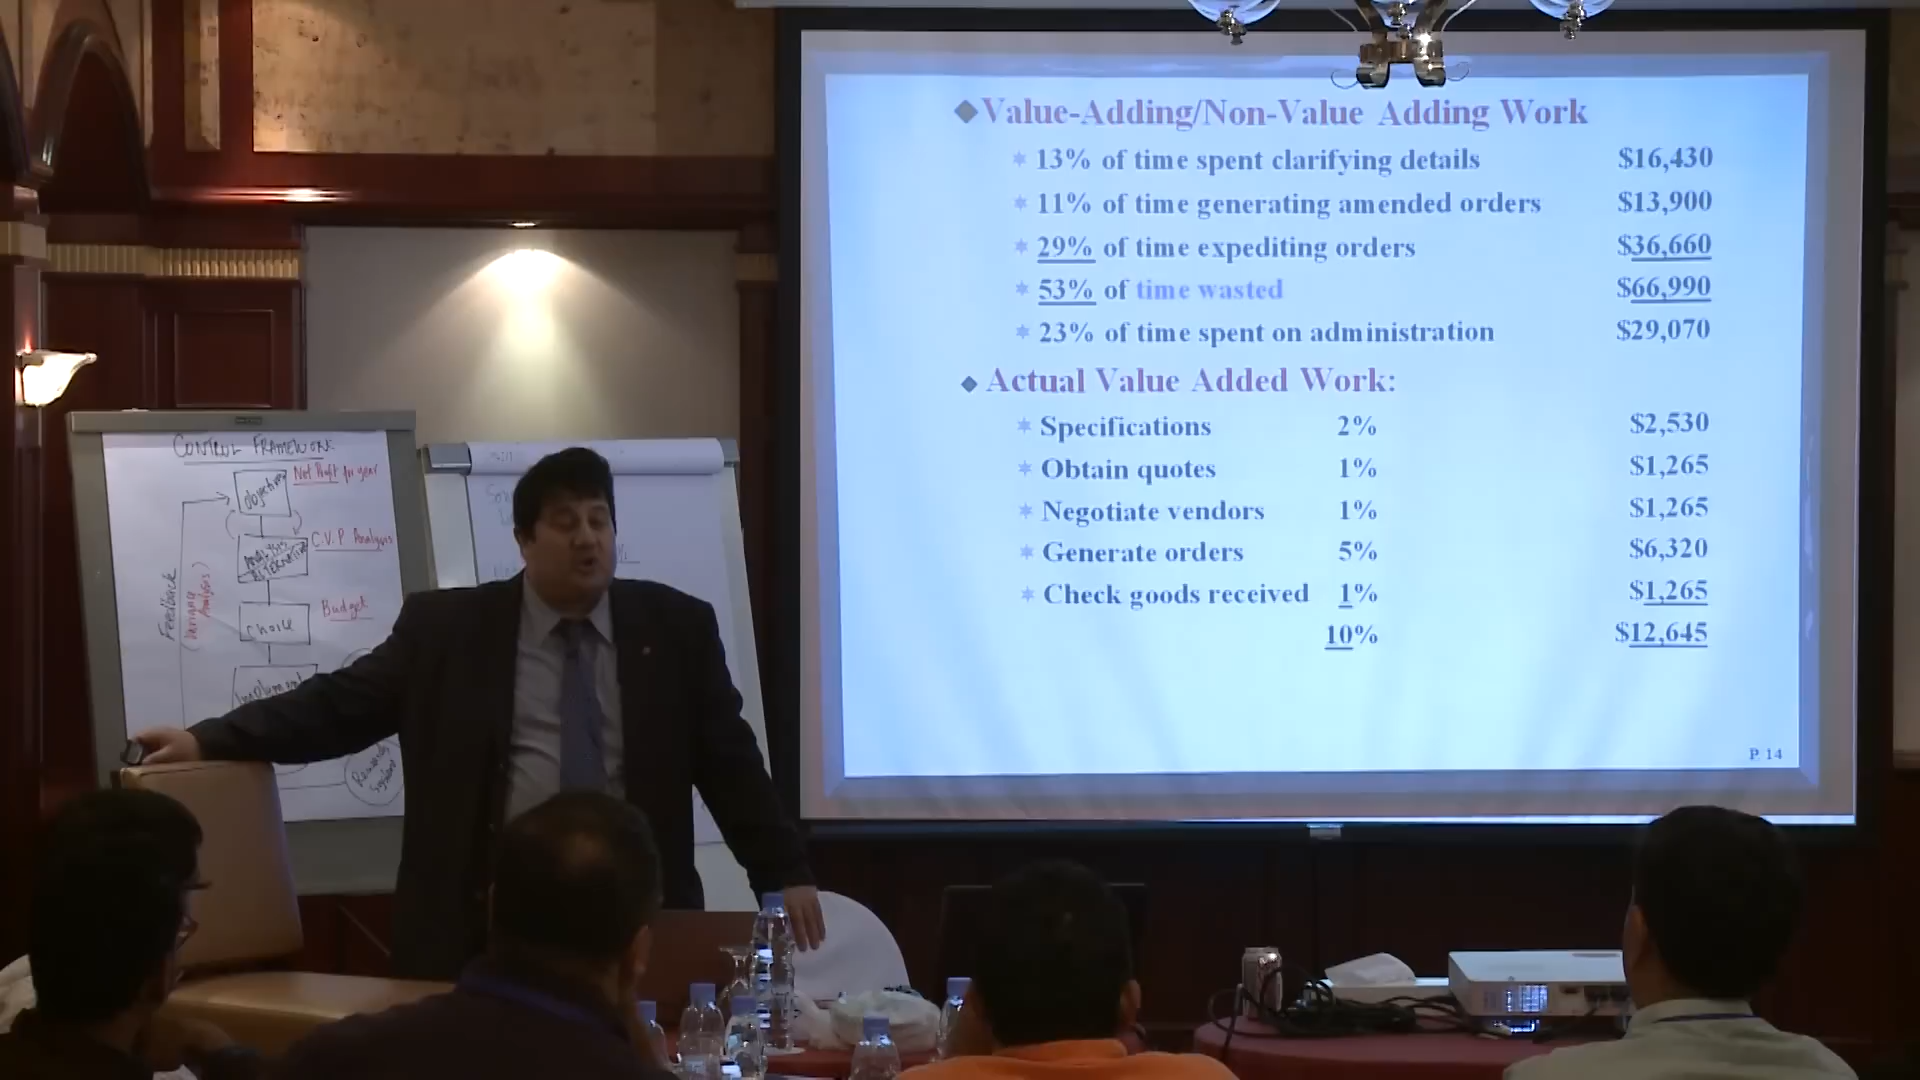 Value-Adding/Non-Value Adding Work
13% of time spent clarifying details $16,430
11% of time generating amended orders $13,900
29% of time expediting orders $36,660
53% of time wasted $66,990
23% of time spent on administration $29,070
Actual Value Added Work:
Specifications 2% $2,530
Obtain quotes 1% $1,265
Negotiate vendors 1% $1,265
Generate orders 5% $6,320
Check goods received 1% $1,265
10% $12,645
P. 14
CONTROL FRAMEWORK
Net Profit for year
C.V.P Analysis
Budget
Choice
Feedback
(Variance
Analysis)